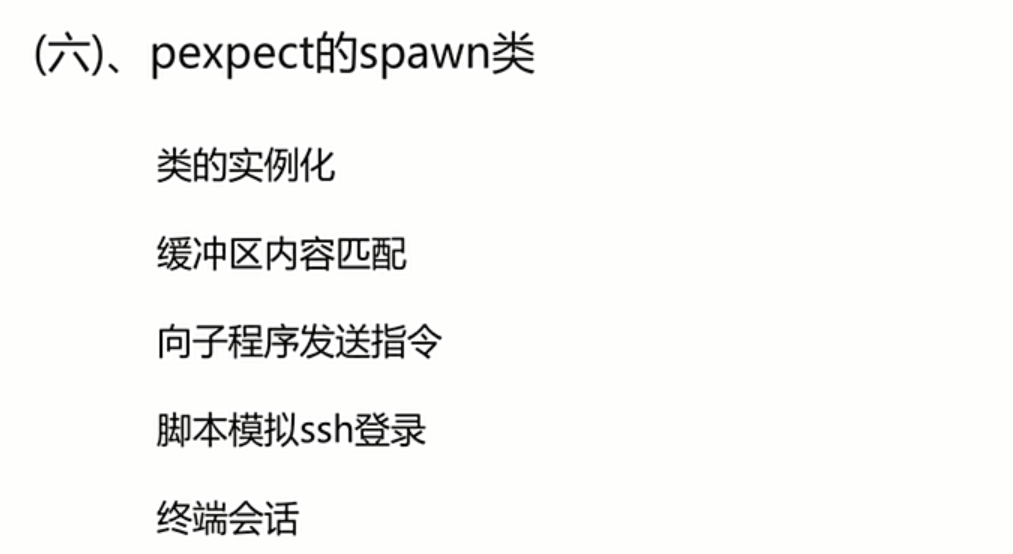 (六)、pexpect的spawn类
类的实例化
缓冲区内容匹配
向子程序发送指令
脚本模拟ssh登录
终端会话